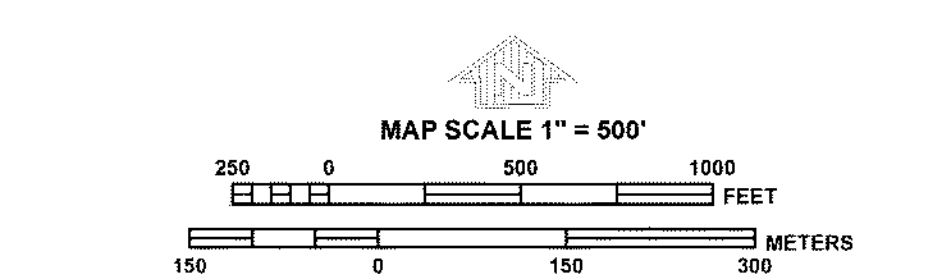 N
MAP SCALE 1" = 500'
250 0 500 1000
FEET
METERS
150 0 150 300